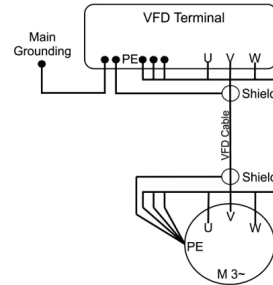 VFD Terminal
Main
Grounding
PE
U V W
Shield
VFD Cable
Shield
U V W
PE
M 3~